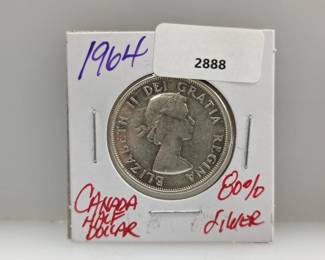 1964
2888
ELIZABETH II DEI GRATIA REGINA
CANADA
HALF
DOLLAR
80%
SILVER